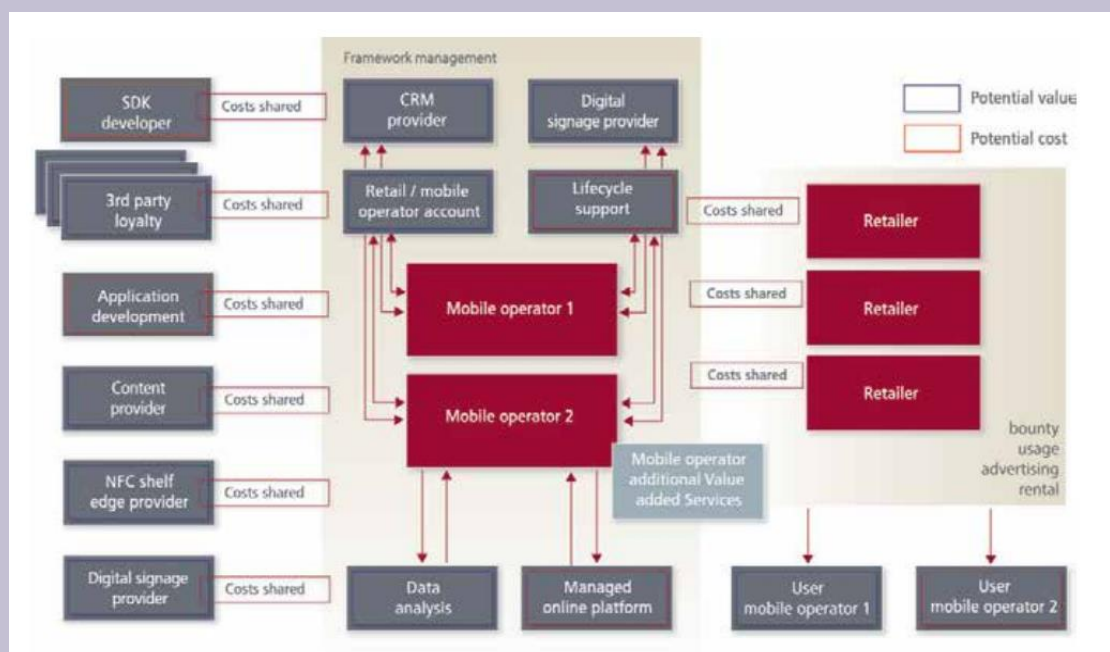 Framework management
SDK
developer
Costs shared
CRM
provider
Digital
signage provider
Potential value
Potential cost
3rd party
loyalty
Costs shared
Retail / mobile
operator account
Lifecycle
support
Costs shared
Retailer
Application
development
Costs shared
Mobile operator 1
Costs shared
Retailer
Content
provider
Costs shared
Mobile operator 2
Costs shared
Retailer
bounty
usage
advertising
rental
Mobile operator
additional Value
added Services
NFC shelf
edge provider
Costs shared
Digital signage
provider
Costs shared
Data
analysis
Managed
online platform
User
mobile operator 1
User
mobile operator 2